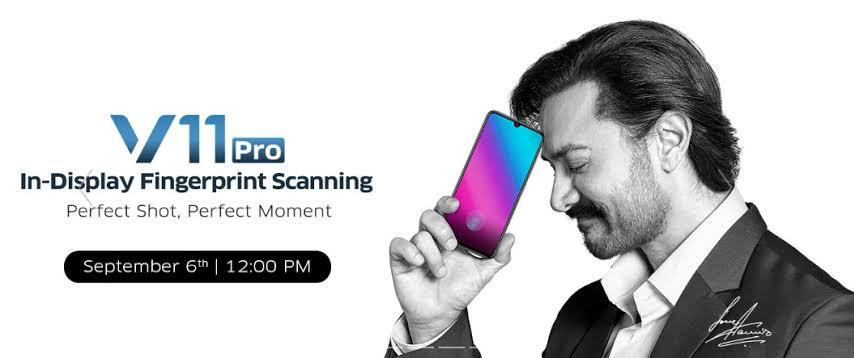 V11 Pro
In-Display Fingerprint Scanning
Perfect Shot, Perfect Moment
September 6th | 12:00 PM